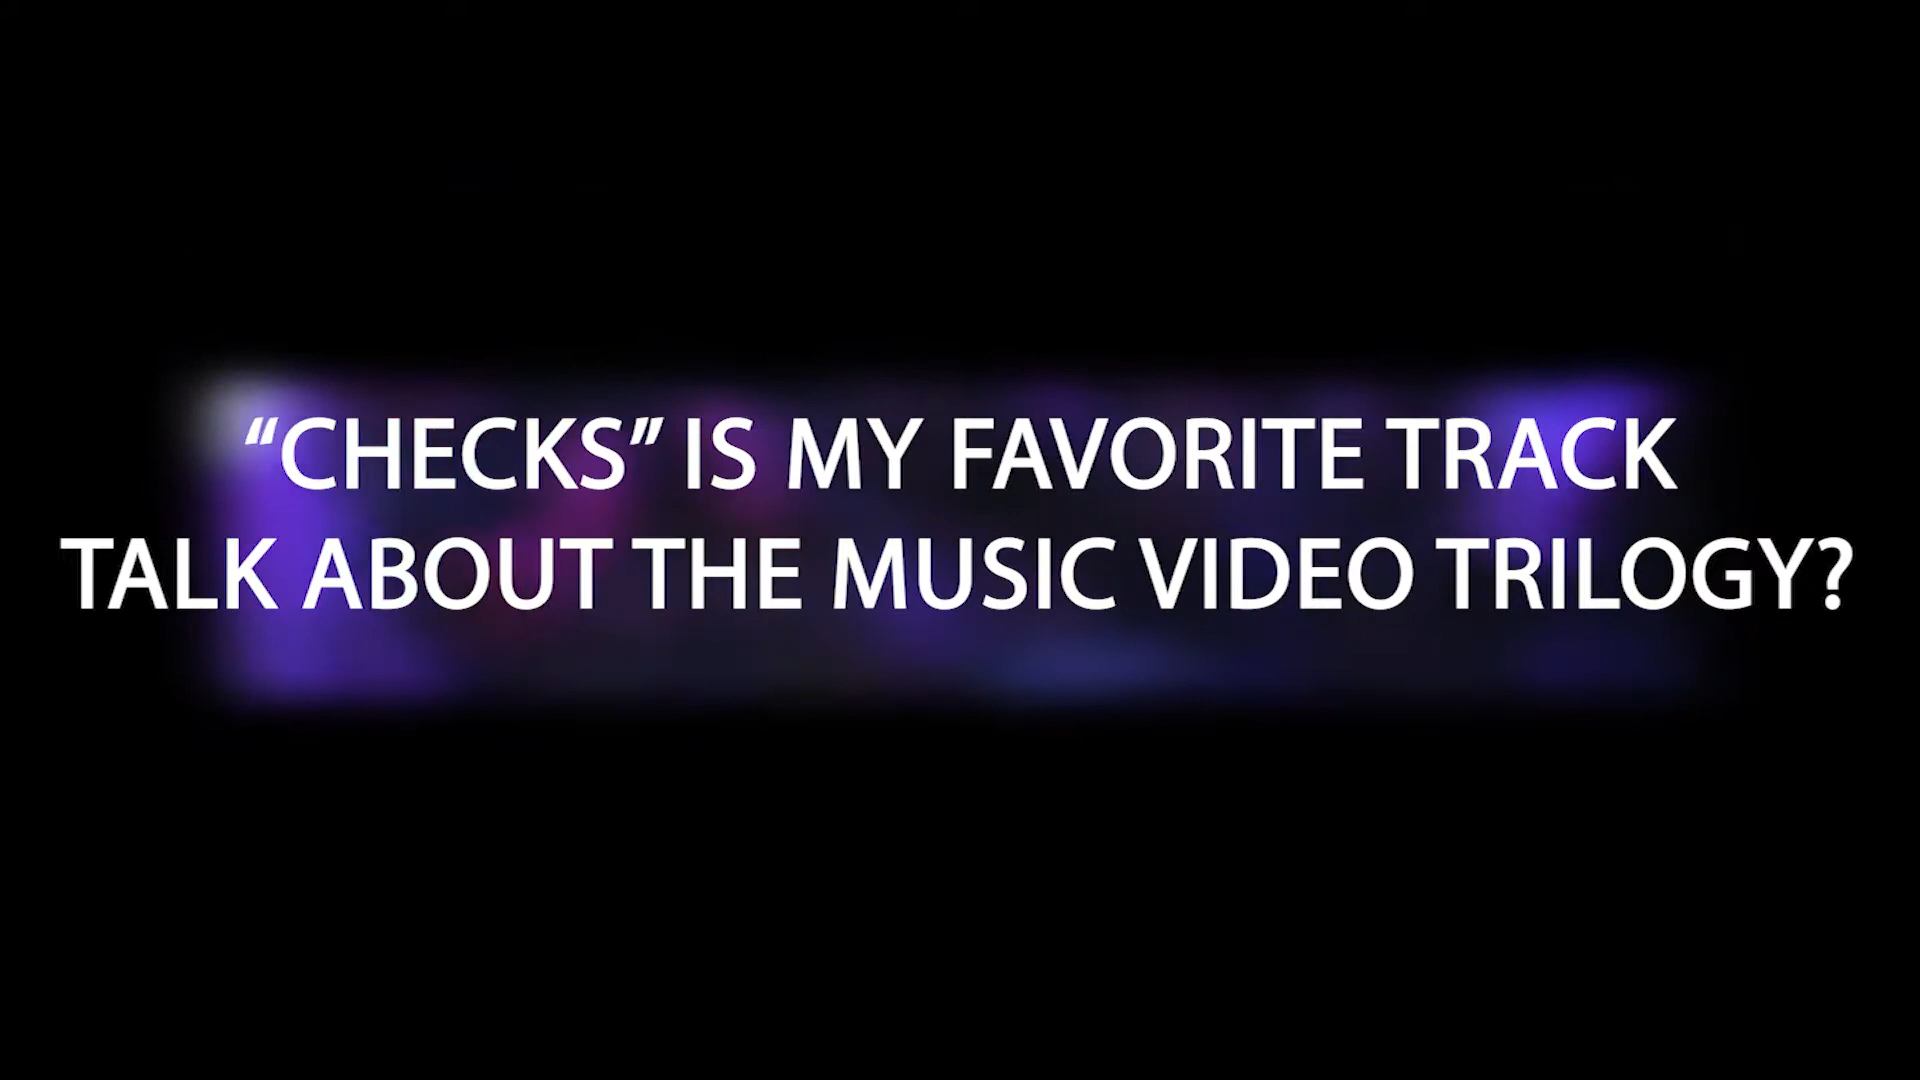 “CHECKS” IS MY FAVORITE TRACK
TALK ABOUT THE MUSIC VIDEO TRILOGY?